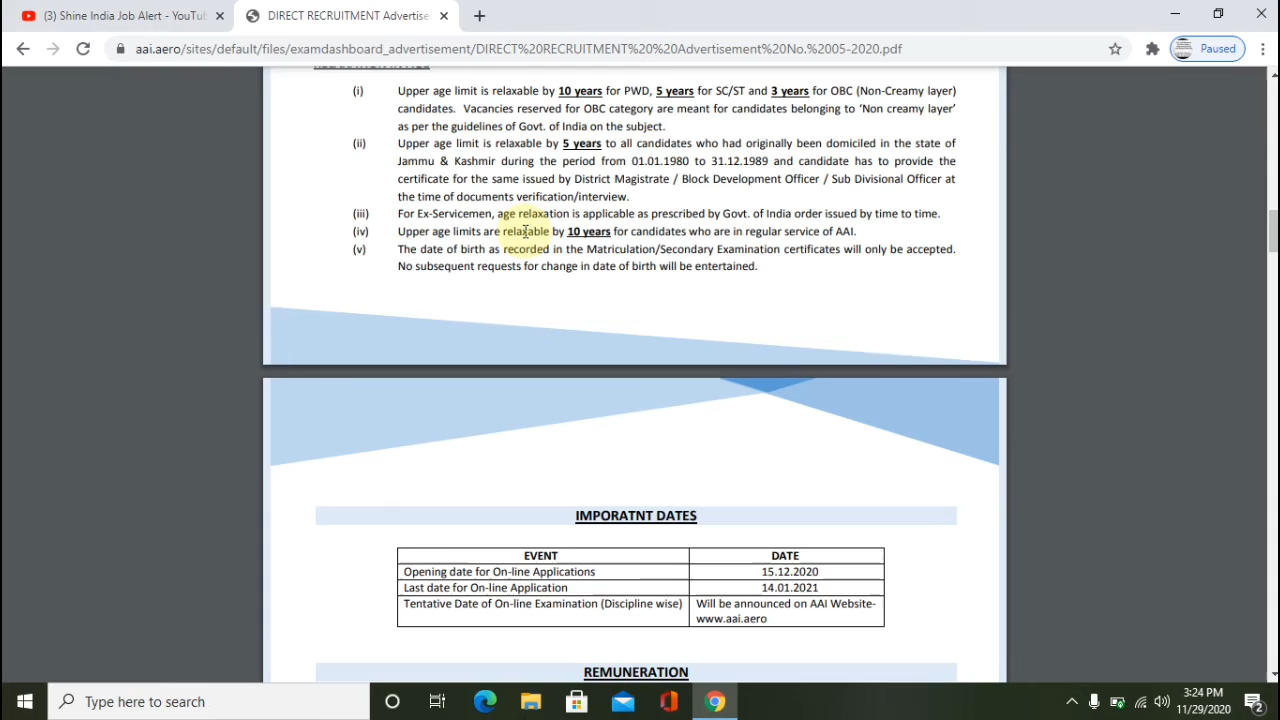 (3) Shine India Job Alert - YouTub
DIRECT RECRUITMENT Advertise
aai.aero/sites/default/files/examdashboard_advertisement/DIRECT%20RECRUITMENT%20%20Advertisement%20No.%2005-2020.pdf
Paused
(i) Upper age limit is relaxable by 10 years for PWD, 5 years for SC/ST and 3 years for OBC (Non-Creamy layer)
candidates. Vacancies reserved for OBC category are meant for candidates belonging to 'Non creamy layer'
as per the guidelines of Govt. of India on the subject.
(ii) Upper age limit is relaxable by 5 years to all candidates who had originally been domiciled in the state of
Jammu & Kashmir during the period from 01.01.1980 to 31.12.1989 and candidate has to provide the
certificate for the same issued by District Magistrate / Block Development Officer / Sub Divisional Officer at
the time of documents verification/interview.
(iii) For Ex-Servicemen, age relaxation is applicable as prescribed by Govt. of India order issued by time to time.
(iv) Upper age limits are relaxable by 10 years for candidates who are in regular service of AAI.
(v) The date of birth as recorded in the Matriculation/Secondary Examination certificates will only be accepted.
No subsequent requests for change in date of birth will be entertained.
IMPORATNT DATES
EVENT DATE
Opening date for On-line Applications 15.12.2020
Last date for On-line Application 14.01.2021
Tentative Date of On-line Examination (Discipline wise) Will be announced on AAI Website-
www.aai.aero
REMUNERATION
Type here to search
3:24 PM
11/29/2020
2